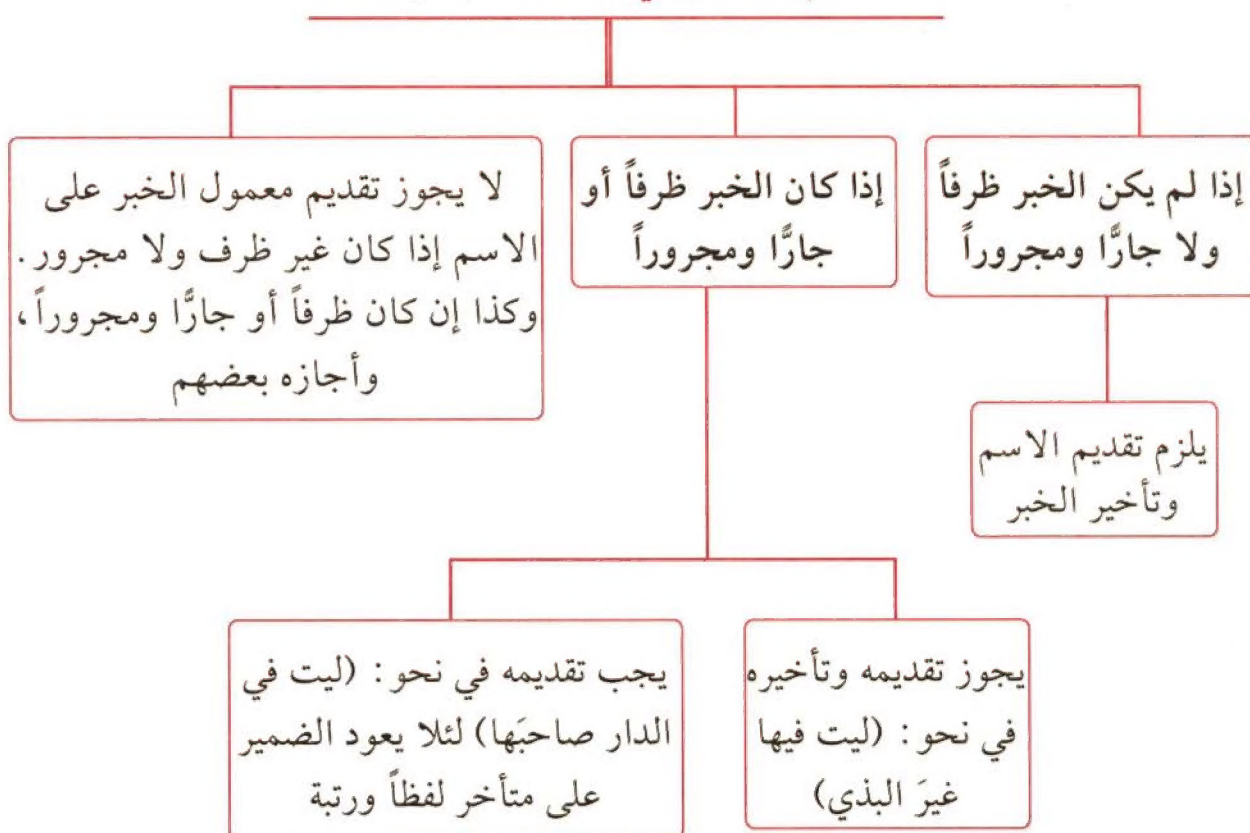 إذا لم يكن الخبر ظرفاً
ولا جارًّا ومجروراً
إذا كان الخبر ظرفاً أو
جارًّا ومجروراً
لا يجوز تقديم معمول الخبر على
الاسم إذا كان غير ظرف ولا مجرور .
وكذا إن كان ظرفاً أو جارًّا ومجروراً،
وأجازه بعضهم
يلزم تقديم الاسم
وتأخير الخبر
يجوز تقديمه وتأخيره
في نحو : (ليت فيها
غيرَ البذي)
يجب تقديمه في نحو : (ليت في
الدار صاحبَها) لئلا يعود الضمير
على متأخر لفظاً ورتبة